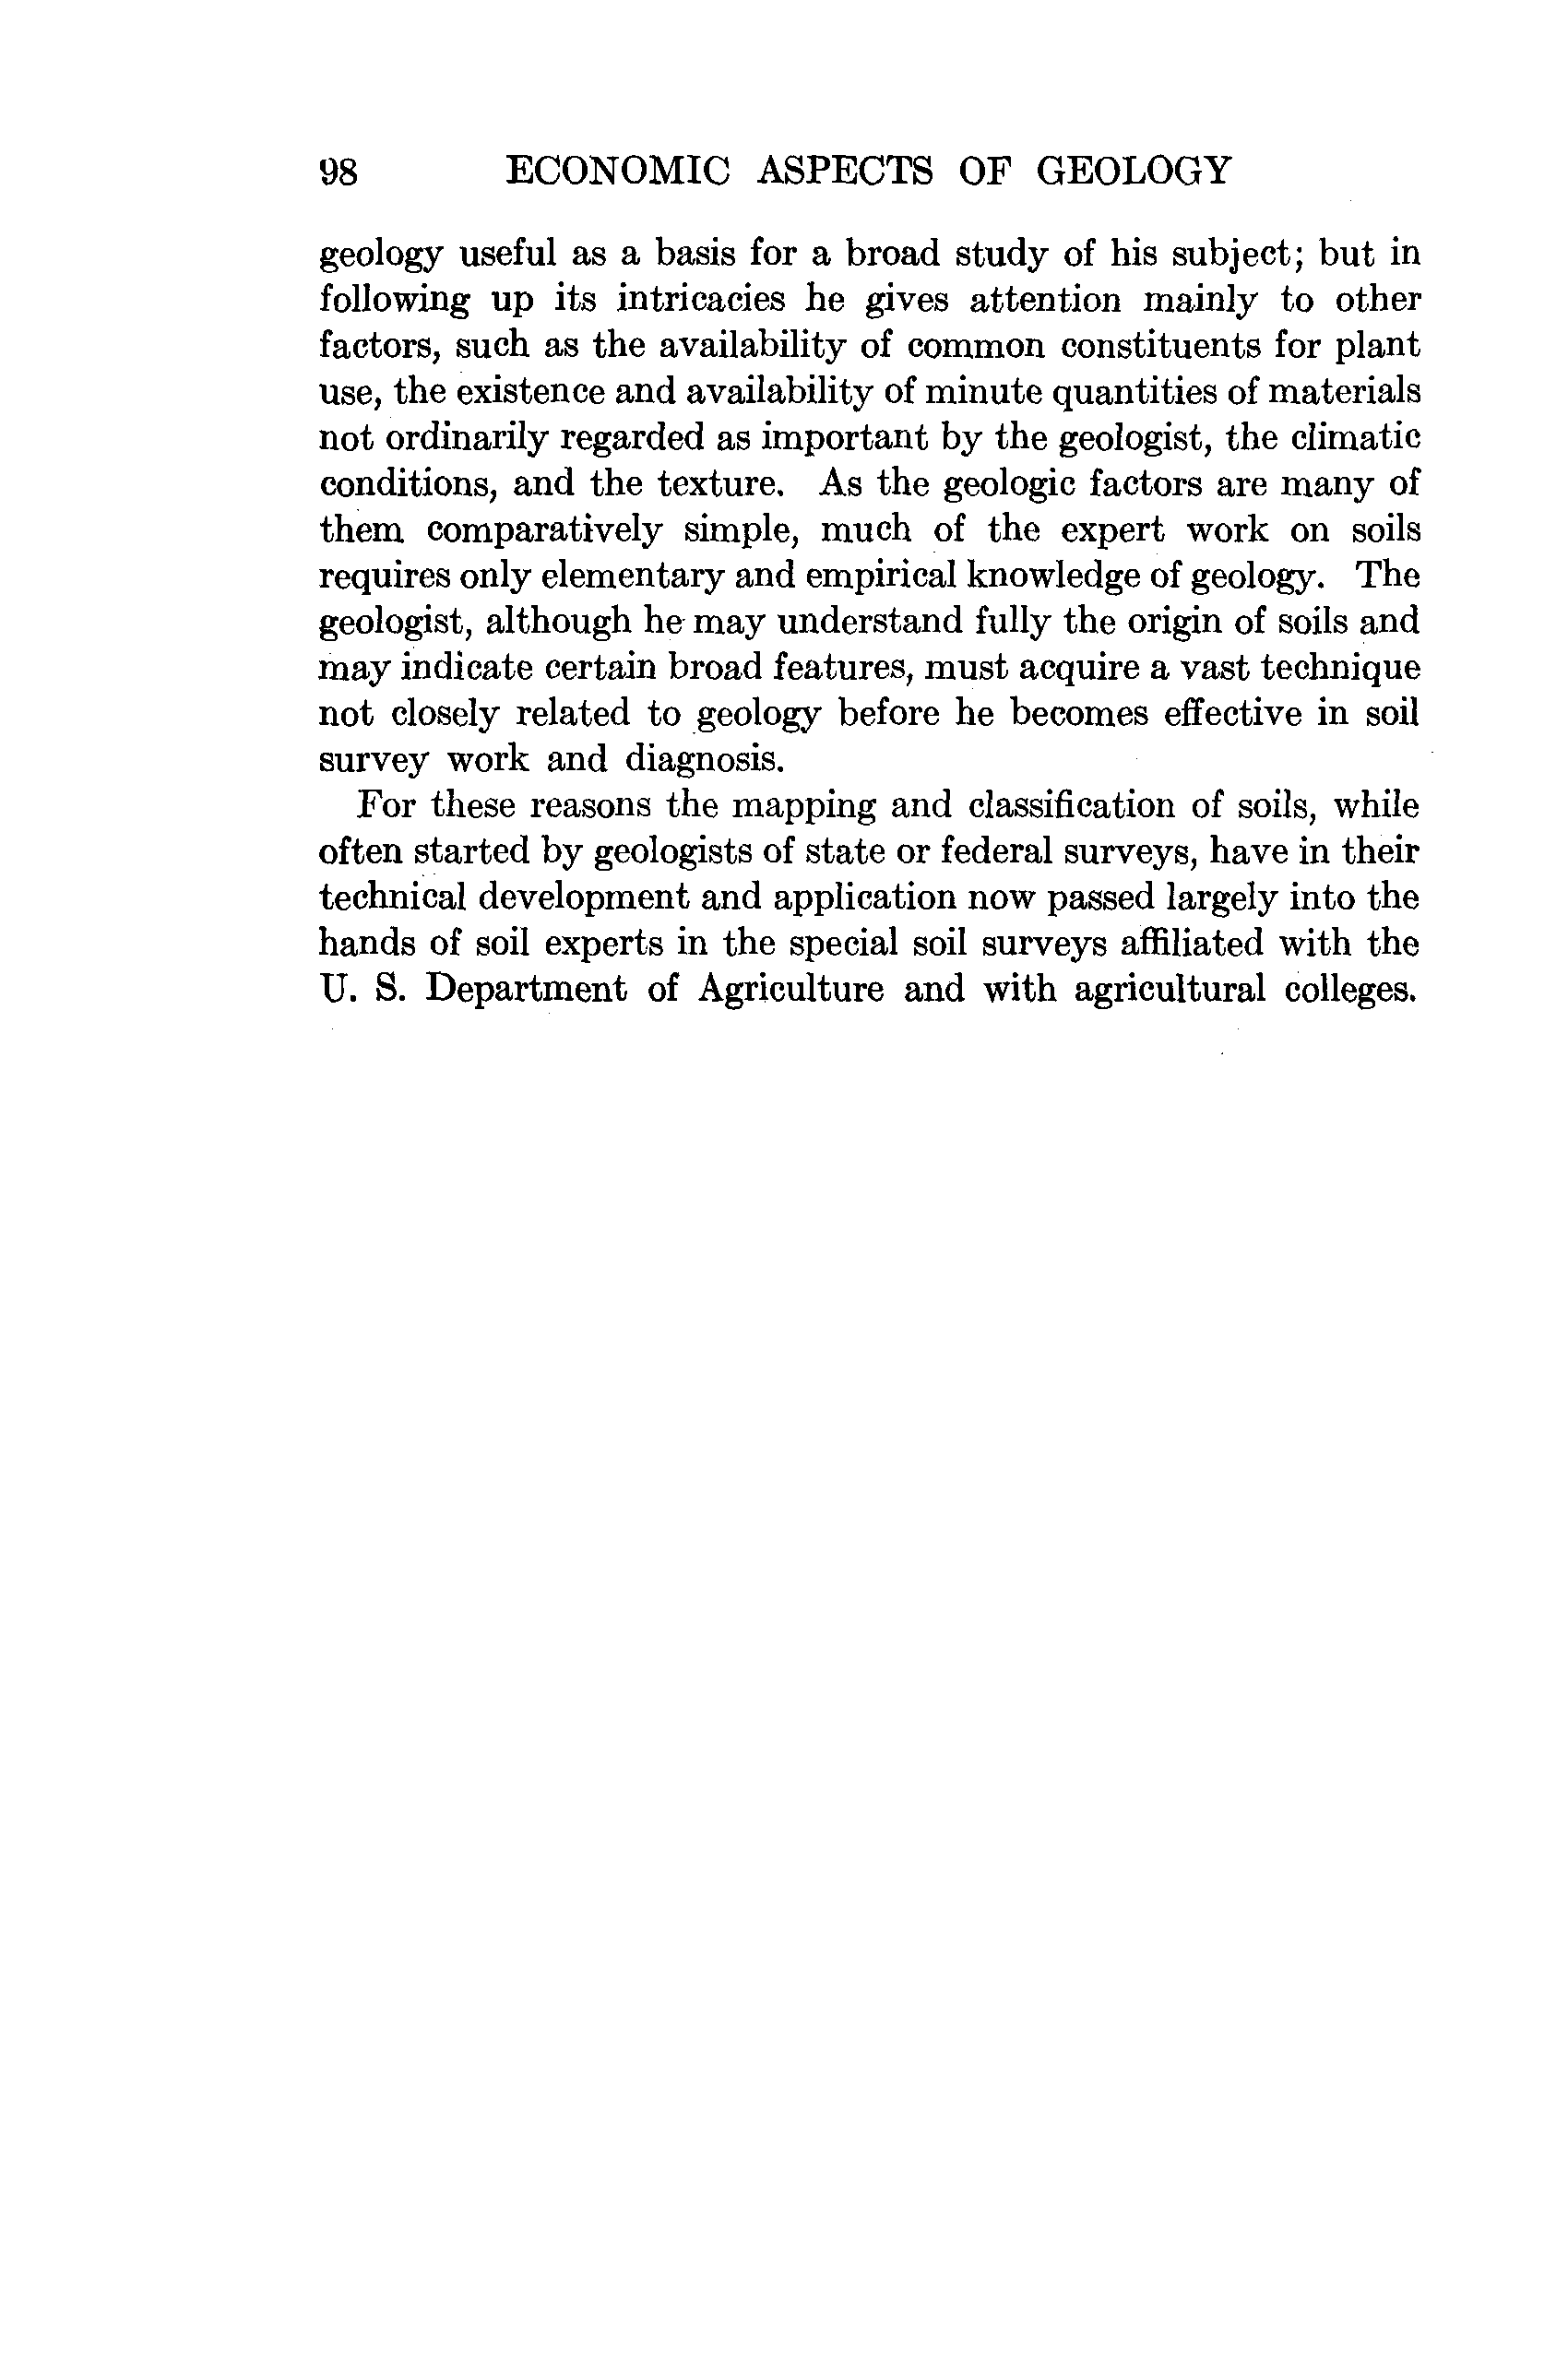 98 ECONOMIC ASPECTS OF GEOLOGY
geology useful as a basis for a broad study of his subject; but in
following up its intricacies he gives attention mainly to other
factors, such as the availability of common constituents for plant
use, the existence and availability of minute quantities of materials
not ordinarily regarded as important by the geologist, the climatic
conditions, and the texture. As the geologic factors are many of
them comparatively simple, much of the expert work on soils
requires only elementary and empirical knowledge of geology. The
geologist, although he may understand fully the origin of soils and
may indicate certain broad features, must acquire a vast technique
not closely related to geology before he becomes effective in soil
survey work and diagnosis.
For these reasons the mapping and classification of soils, while
often started by geologists of state or federal surveys, have in their
technical development and application now passed largely into the
hands of soil experts in the special soil surveys affiliated with the
U. S. Department of Agriculture and with agricultural colleges.